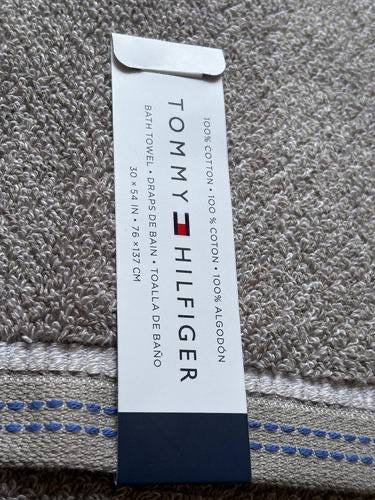 100% COTTON • 100 % COTON • 100% ALGODÓN
TOMMY HILFIGER
BATH TOWEL • DRAPS DE BAIN • TOALLA DE BAÑO
30 × 54 IN • 76 ×137 CM